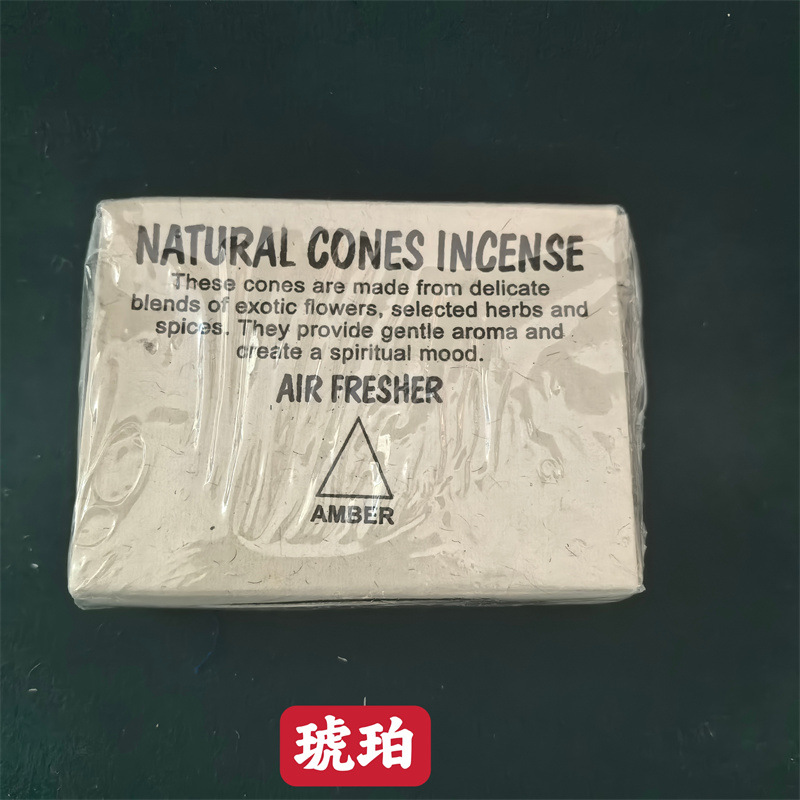 NATURAL CONES INCENSE
These cones are made from delicate
blends of exotic flowers, selected herbs and
spices. They provide gentle aroma and
create a spiritual mood.
AIR FRESHER
AMBER
琥珀